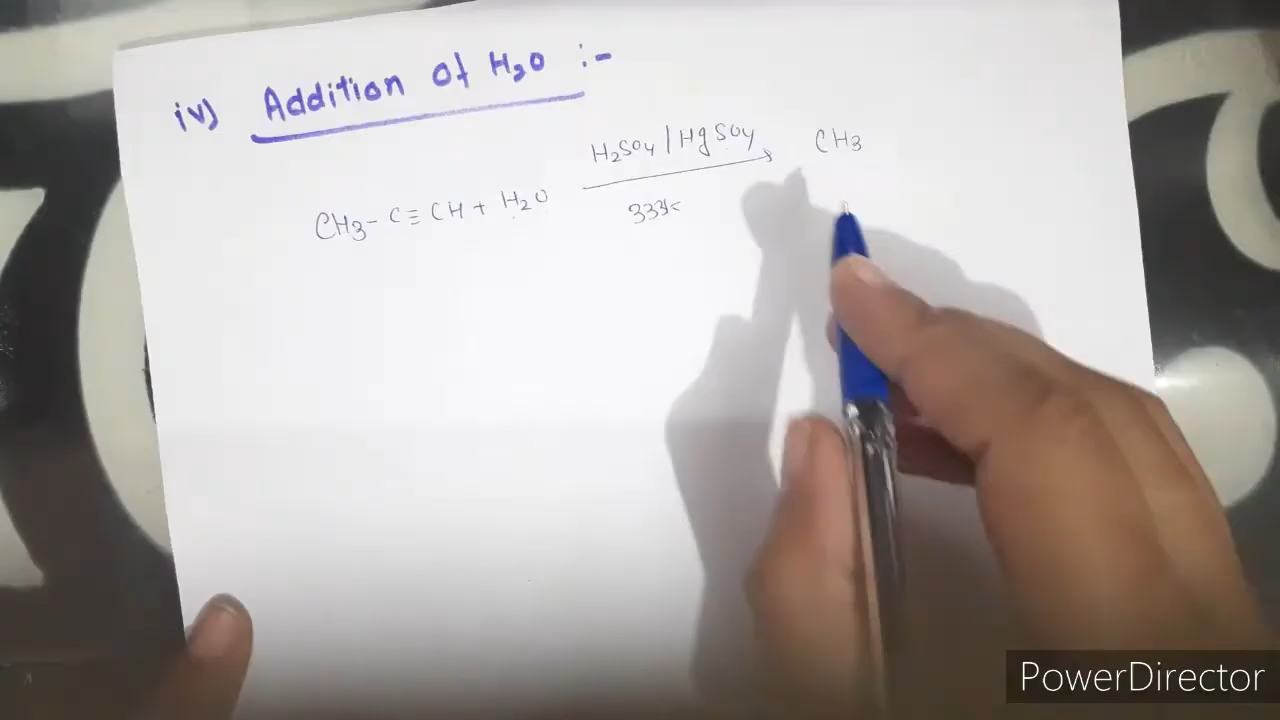 iv) Addition of H2O :-
H2SO4 / HgSO4
CH3
CH3- C ≡ CH + H2O
333K
PowerDirector